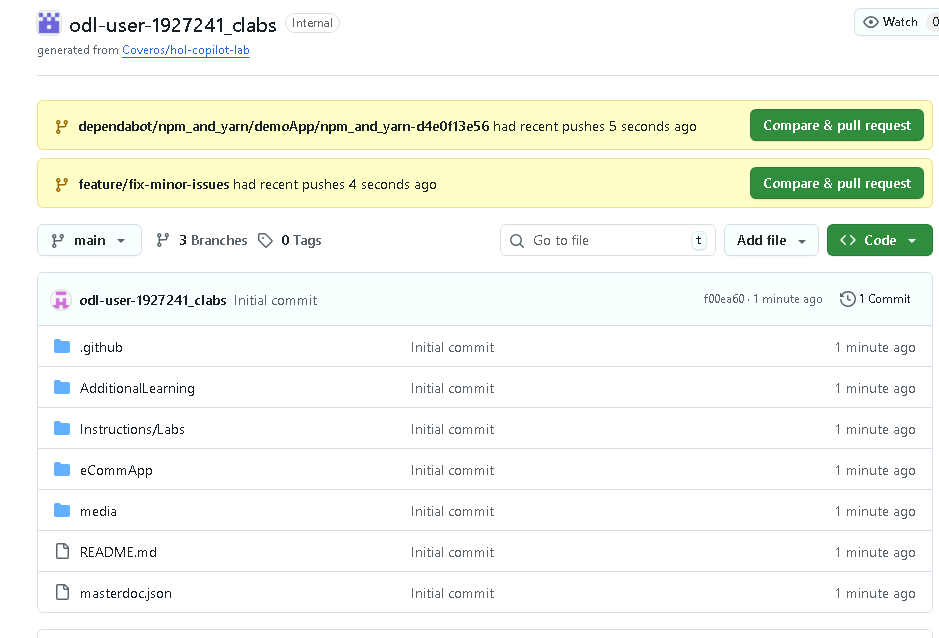 odl-user-1927241_clabs Internal Watch 0
generated from Coveros/hol-copilot-lab
dependabot/npm_and_yarn/demoApp/npm_and_yarn-d4e0f13e56 had recent pushes 5 seconds ago Compare & pull request
feature/fix-minor-issues had recent pushes 4 seconds ago Compare & pull request
main 3 Branches 0 Tags Go to file t Add file Code
odl-user-1927241_clabs Initial commit f00ea60 · 1 minute ago 1 Commit
.github Initial commit 1 minute ago
AdditionalLearning Initial commit 1 minute ago
Instructions/Labs Initial commit 1 minute ago
eCommApp Initial commit 1 minute ago
media Initial commit 1 minute ago
README.md Initial commit 1 minute ago
masterdoc.json Initial commit 1 minute ago